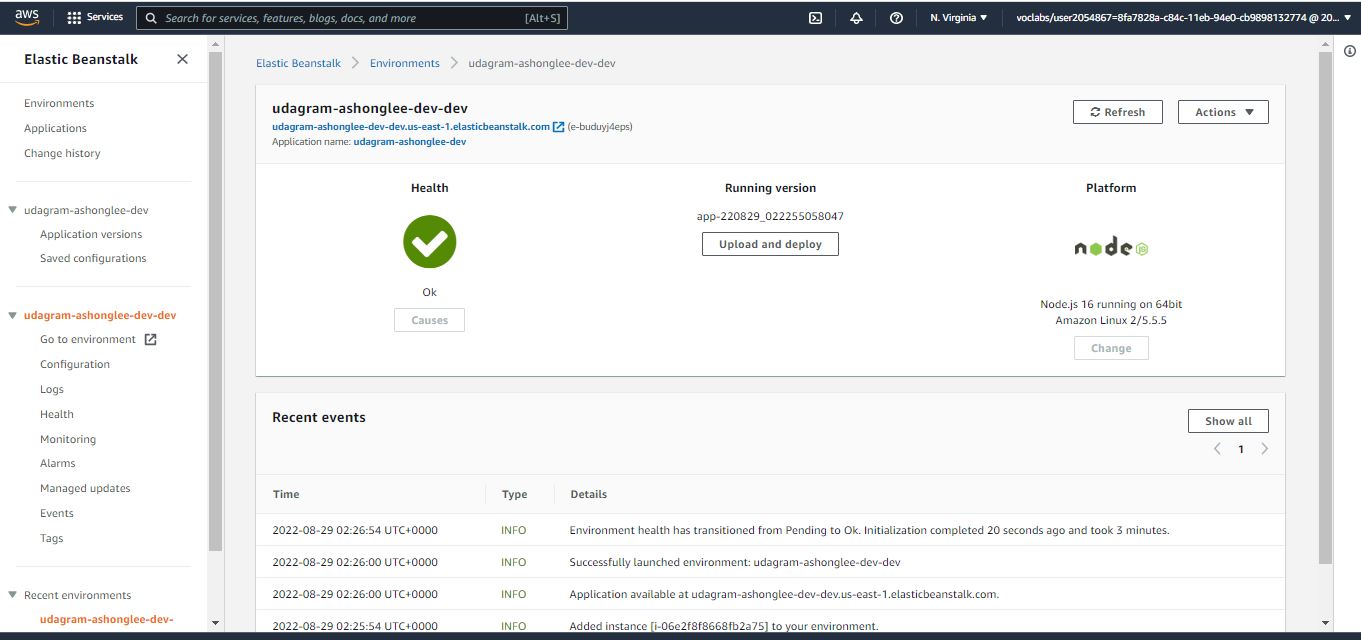 aws
Services
Search for services, features, blogs, docs, and more
[Alt+S]
N. Virginia
voclabs/user2054867=8fa7828a-c84c-11eb-94e0-cb9898132774 @ 20...
Elastic Beanstalk
Environments
Applications
Change history
udagram-ashonglee-dev
Application versions
Saved configurations
udagram-ashonglee-dev-dev
Go to environment
Configuration
Logs
Health
Monitoring
Alarms
Managed updates
Events
Tags
Recent environments
udagram-ashonglee-dev-
Elastic Beanstalk > Environments > udagram-ashonglee-dev-dev
udagram-ashonglee-dev-dev
udagram-ashonglee-dev-dev.us-east-1.elasticbeanstalk.com (e-buduyj4eps)
Application name: udagram-ashonglee-dev
Refresh
Actions
Health
Ok
Causes
Running version
app-220829_022255058047
Upload and deploy
Platform
node
JS
Node.js 16 running on 64bit
Amazon Linux 2/5.5.5
Change
Recent events
Show all
1
Time Type Details
2022-08-29 02:26:54 UTC+0000 INFO Environment health has transitioned from Pending to Ok. Initialization completed 20 seconds ago and took 3 minutes.
2022-08-29 02:26:00 UTC+0000 INFO Successfully launched environment: udagram-ashonglee-dev-dev
2022-08-29 02:26:00 UTC+0000 INFO Application available at udagram-ashonglee-dev-dev.us-east-1.elasticbeanstalk.com.
2022-08-29 02:25:54 UTC+0000 INFO Added instance [i-06e2f8f8668fb2a75] to your environment.